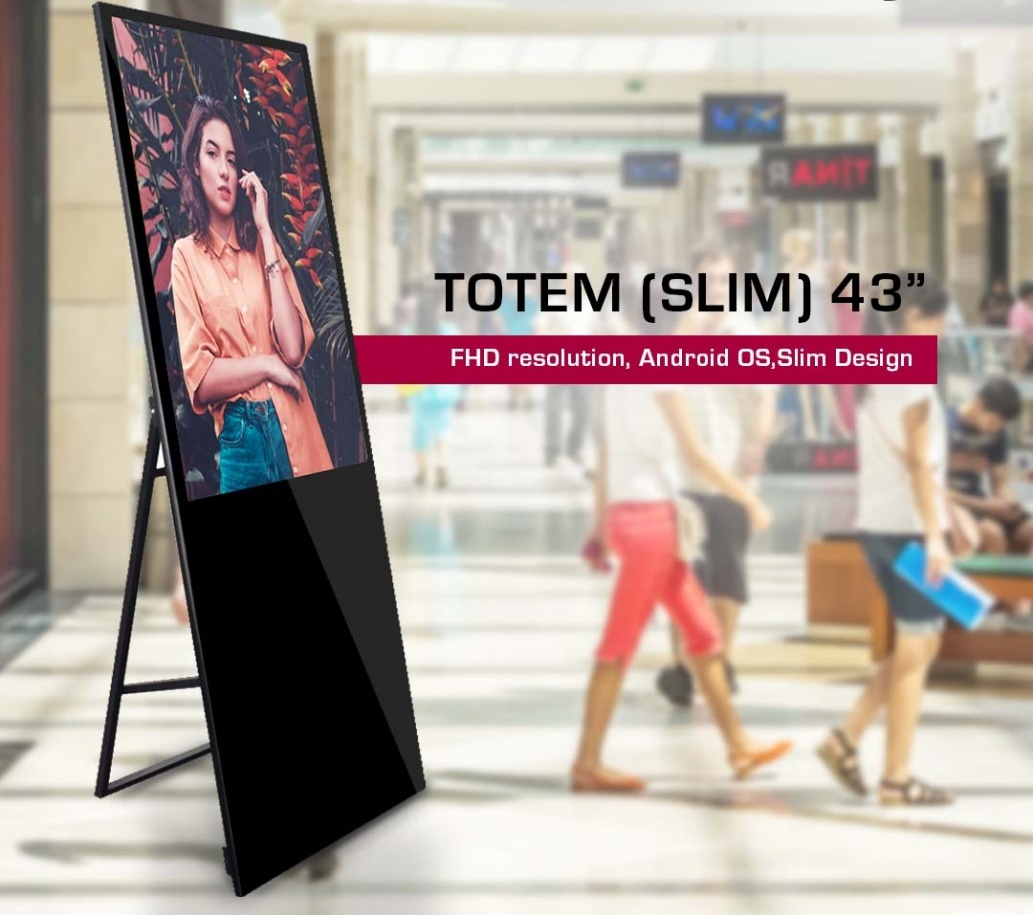 TOTEM (SLIM) 43”
FHD resolution, Android OS,Slim Design